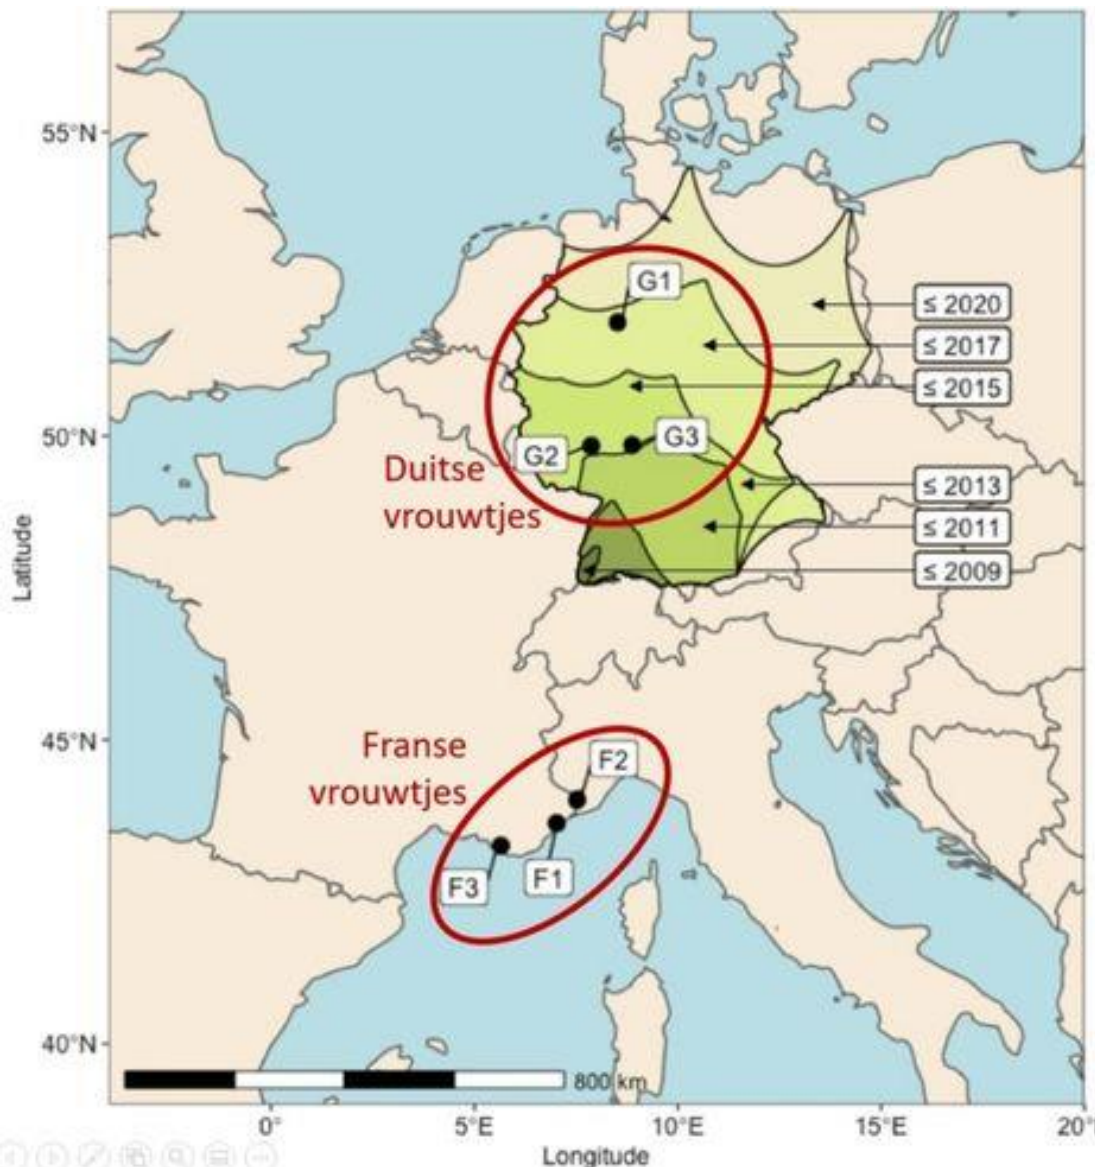 55°N
G1
≤ 2020
≤ 2017
≤ 2015
50°N
G2
G3
Duitse
vrouwtjes
≤ 2013
≤ 2011
≤ 2009
Latitude
45°N
Franse
vrouwtjes
F2
F3
F1
40°N
800 km
0°
5°E
10°E
15°E
20°
Longitude